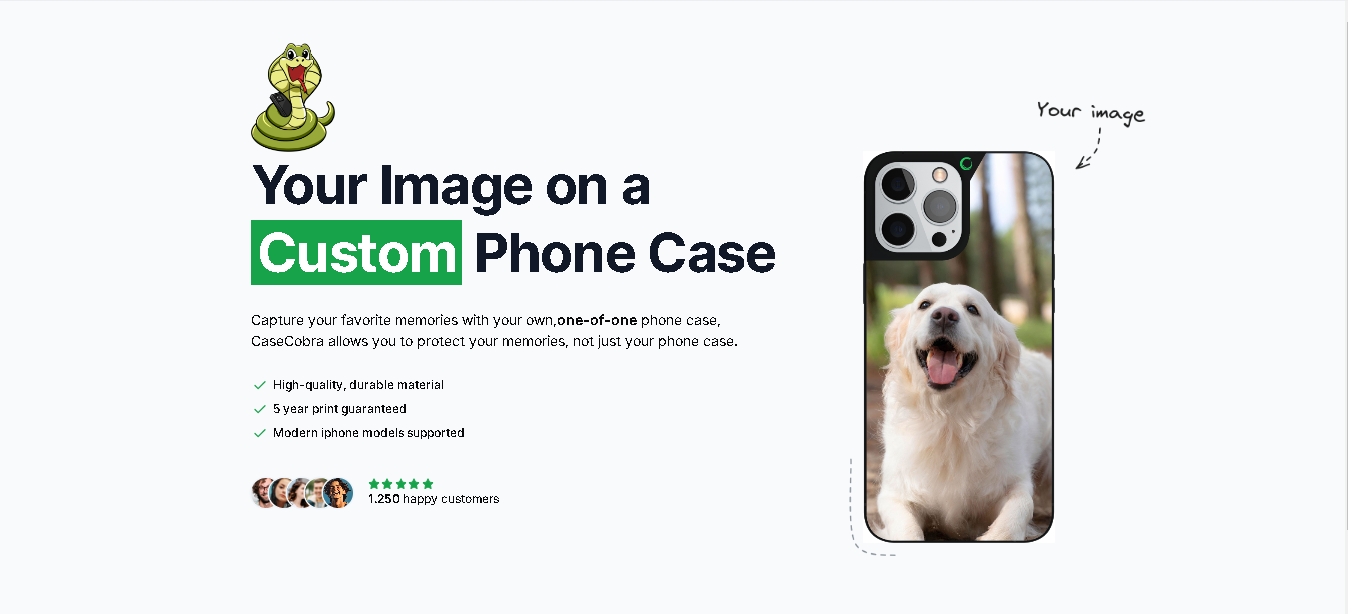 Your image
Your Image on a
Custom Phone Case
Capture your favorite memories with your own,one-of-one phone case,
CaseCobra allows you to protect your memories, not just your phone case.
High-quality, durable material
5 year print guaranteed
Modern iphone models supported
1.250 happy customers